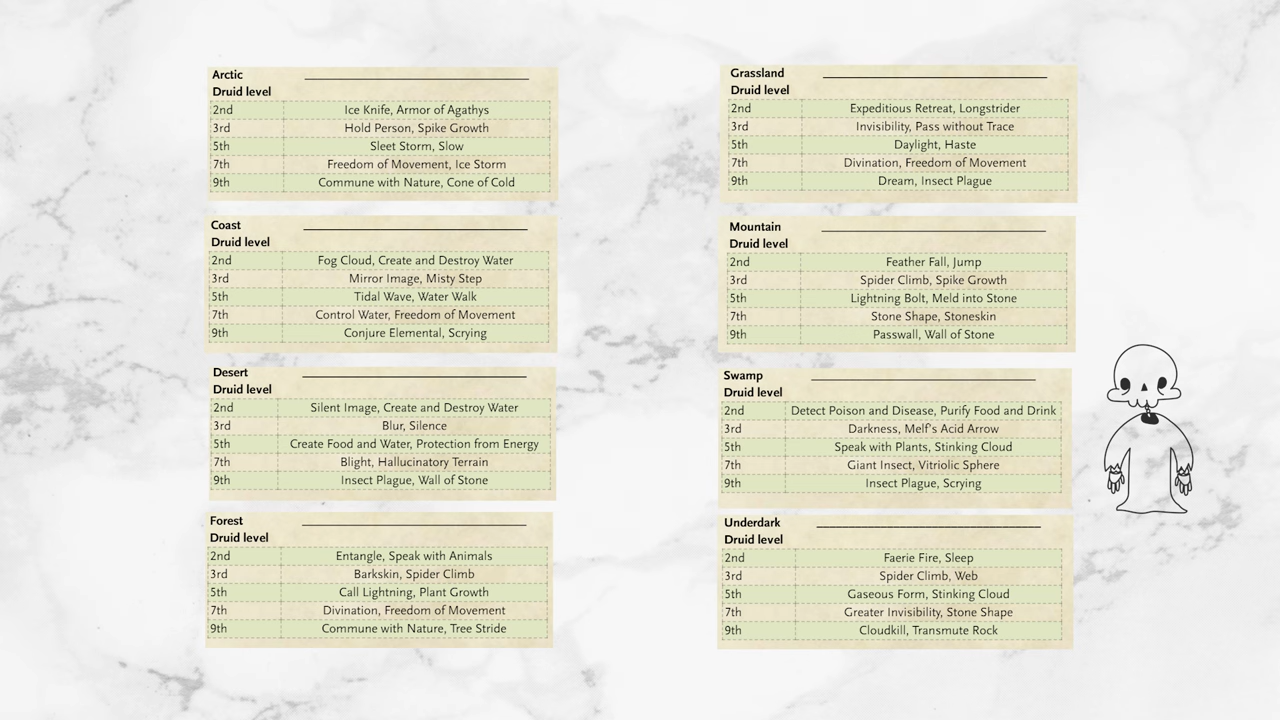 Arctic
Druid level
2nd Ice Knife, Armor of Agathys
3rd Hold Person, Spike Growth
5th Sleet Storm, Slow
7th Freedom of Movement, Ice Storm
9th Commune with Nature, Cone of Cold
Coast
Druid level
2nd Fog Cloud, Create and Destroy Water
3rd Mirror Image, Misty Step
5th Tidal Wave, Water Walk
7th Control Water, Freedom of Movement
9th Conjure Elemental, Scrying
Desert
Druid level
2nd Silent Image, Create and Destroy Water
3rd Blur, Silence
5th Create Food and Water, Protection from Energy
7th Blight, Hallucinatory Terrain
9th Insect Plague, Wall of Stone
Forest
Druid level
2nd Entangle, Speak with Animals
3rd Barkskin, Spider Climb
5th Call Lightning, Plant Growth
7th Divination, Freedom of Movement
9th Commune with Nature, Tree Stride
Grassland
Druid level
2nd Expeditious Retreat, Longstrider
3rd Invisibility, Pass without Trace
5th Daylight, Haste
7th Divination, Freedom of Movement
9th Dream, Insect Plague
Mountain
Druid level
2nd Feather Fall, Jump
3rd Spider Climb, Spike Growth
5th Lightning Bolt, Meld into Stone
7th Stone Shape, Stoneskin
9th Passwall, Wall of Stone
Swamp
Druid level
2nd Detect Poison and Disease, Purify Food and Drink
3rd Darkness, Melf's Acid Arrow
5th Speak with Plants, Stinking Cloud
7th Giant Insect, Vitriolic Sphere
9th Insect Plague, Scrying
Underdark
Druid level
2nd Faerie Fire, Sleep
3rd Spider Climb, Web
5th Gaseous Form, Stinking Cloud
7th Greater Invisibility, Stone Shape
9th Cloudkill, Transmute Rock